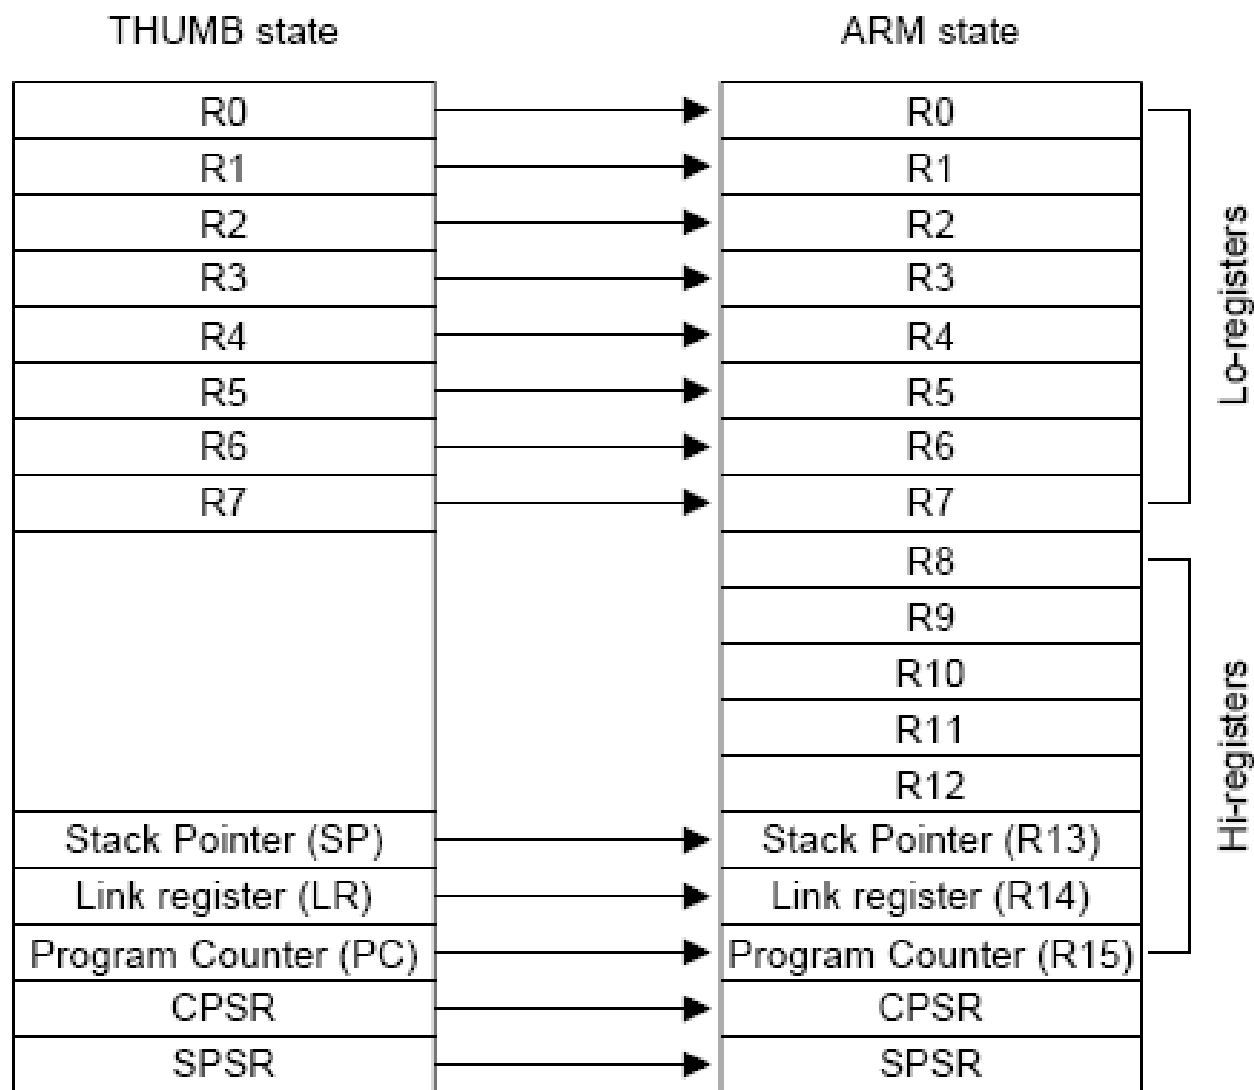 THUMB state
ARM state
R0
R0
R1
R1
R2
R2
R3
R3
R4
R4
R5
R5
R6
R6
R7
R7
Lo-registers
R8
R9
R10
R11
R12
Stack Pointer (SP)
Stack Pointer (R13)
Link register (LR)
Link register (R14)
Program Counter (PC)
Program Counter (R15)
Hi-registers
CPSR
CPSR
SPSR
SPSR